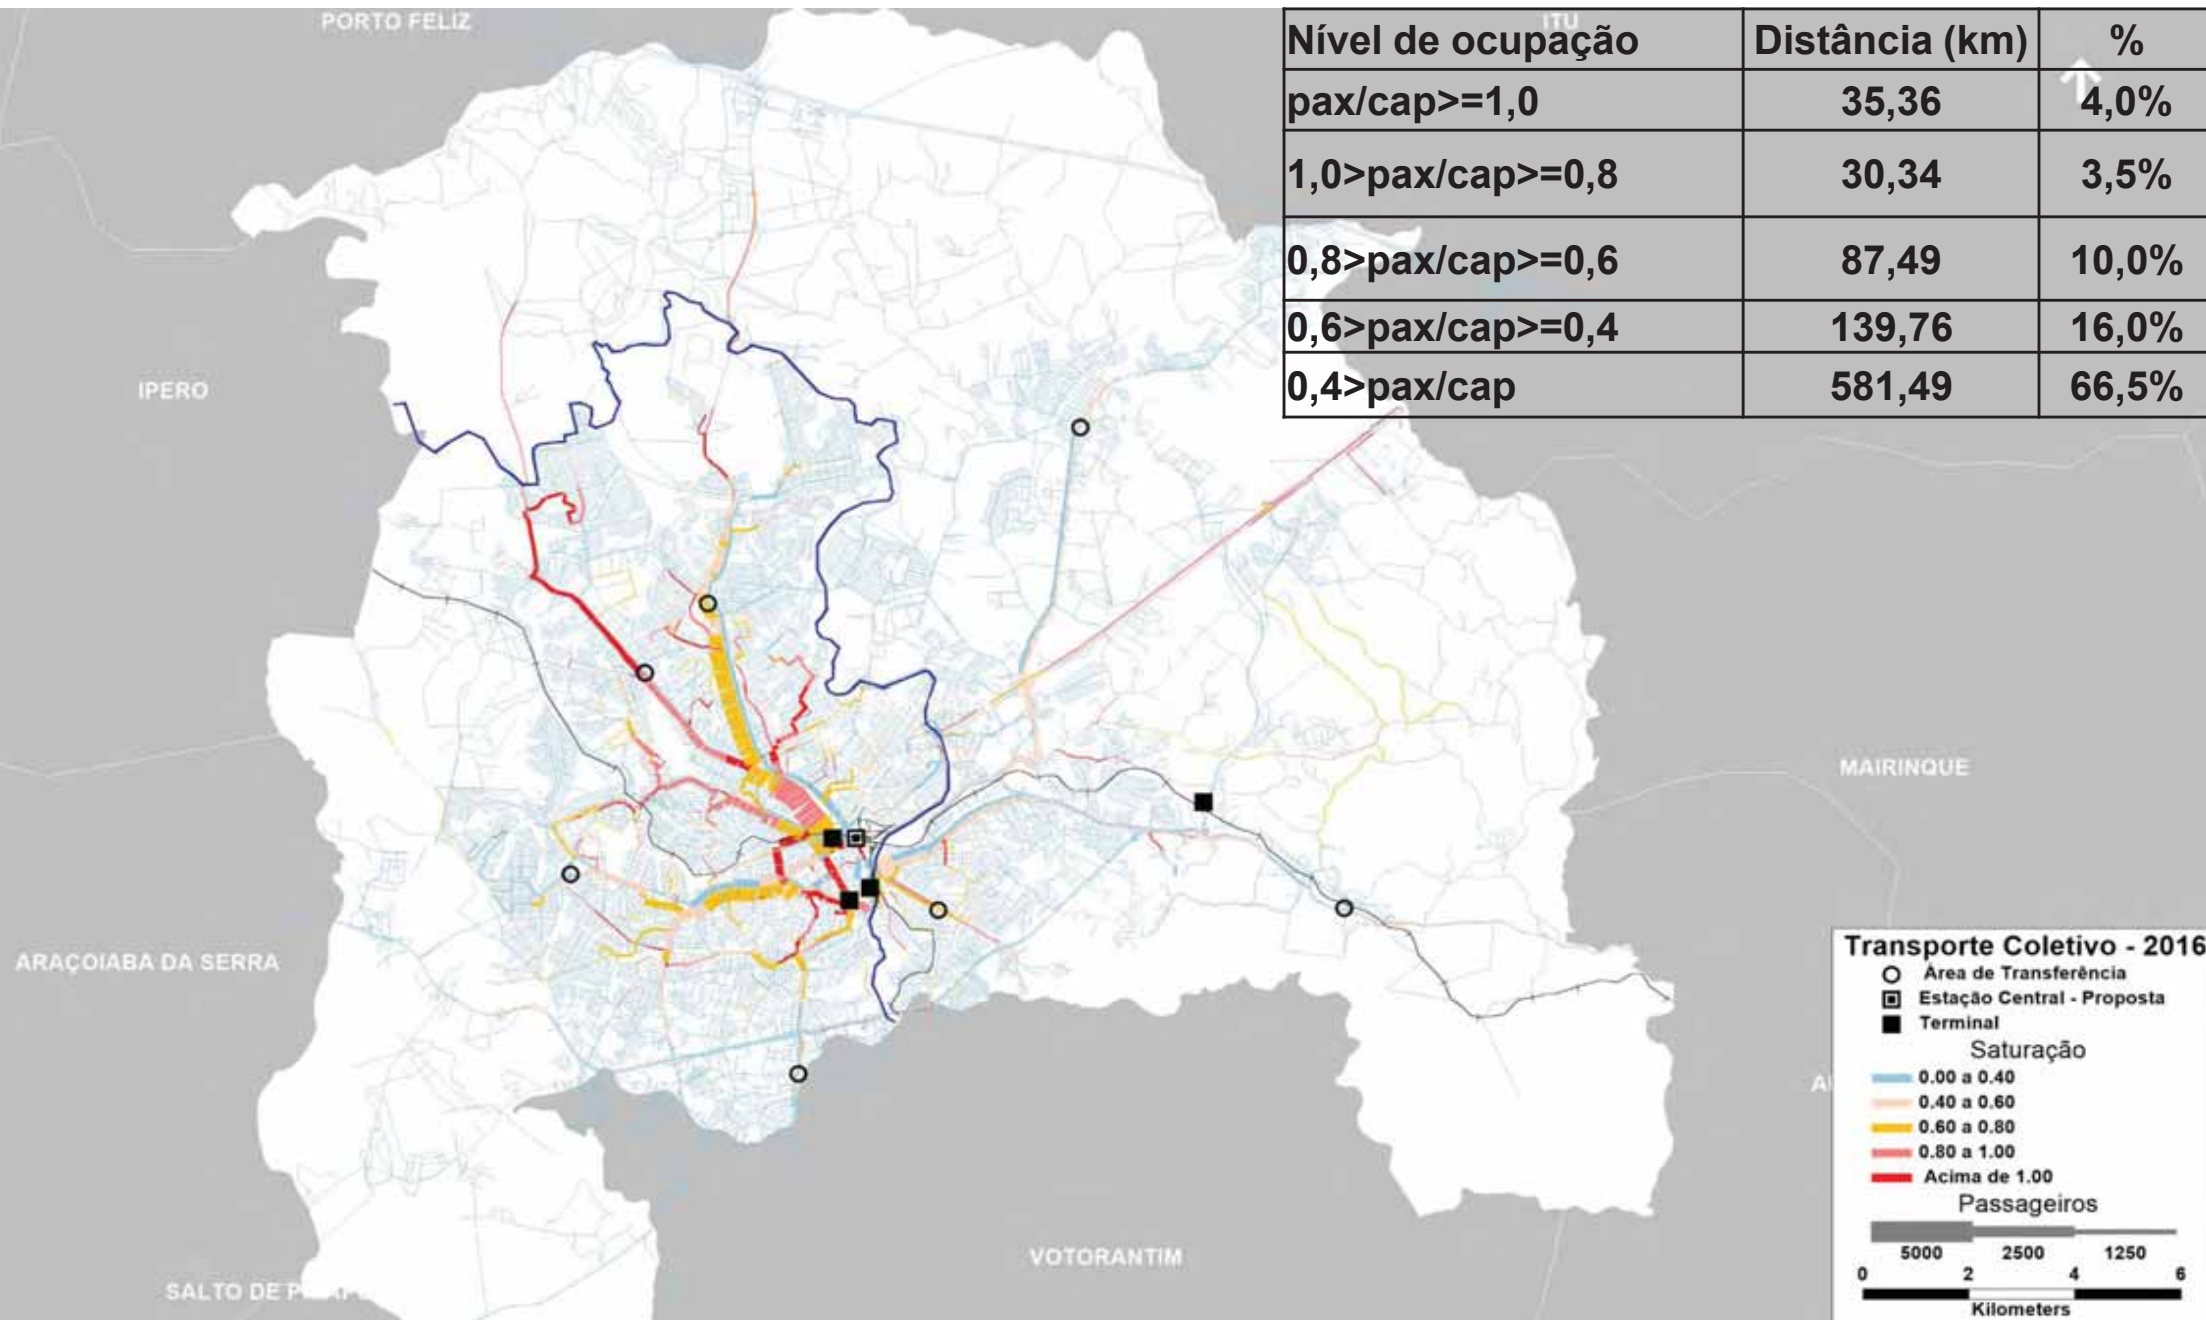 PORTO FELIZ
ITU
Nível de ocupação Distância (km) %
pax/cap>=1,0 35,36 4,0%
1,0>pax/cap>=0,8 30,34 3,5%
0,8>pax/cap>=0,6 87,49 10,0%
0,6>pax/cap>=0,4 139,76 16,0%
0,4>pax/cap 581,49 66,5%
IPERO
MAIRINQUE
ARAÇOIABA DA SERRA
VOTORANTIM
SALTO DE
Transporte Coletivo - 2016
Área de Transferência
Estação Central - Proposta
Terminal
Saturação
0.00 a 0.40
0.40 a 0.60
0.60 a 0.80
0.80 a 1.00
Acima de 1.00
Passageiros
5000 2500 1250
0 2 4 6
Kilometers